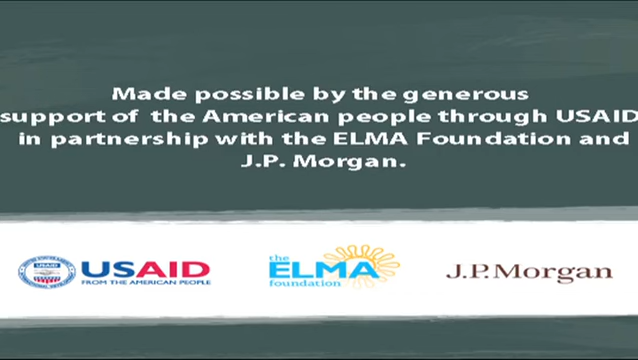 Made possible by the generous
support of the American people through USAID
in partnership with the ELMA Foundation and
J.P. Morgan.
USAID
USAID
FROM THE AMERICAN PEOPLE
the
ELMA
foundation
J.P.Morgan